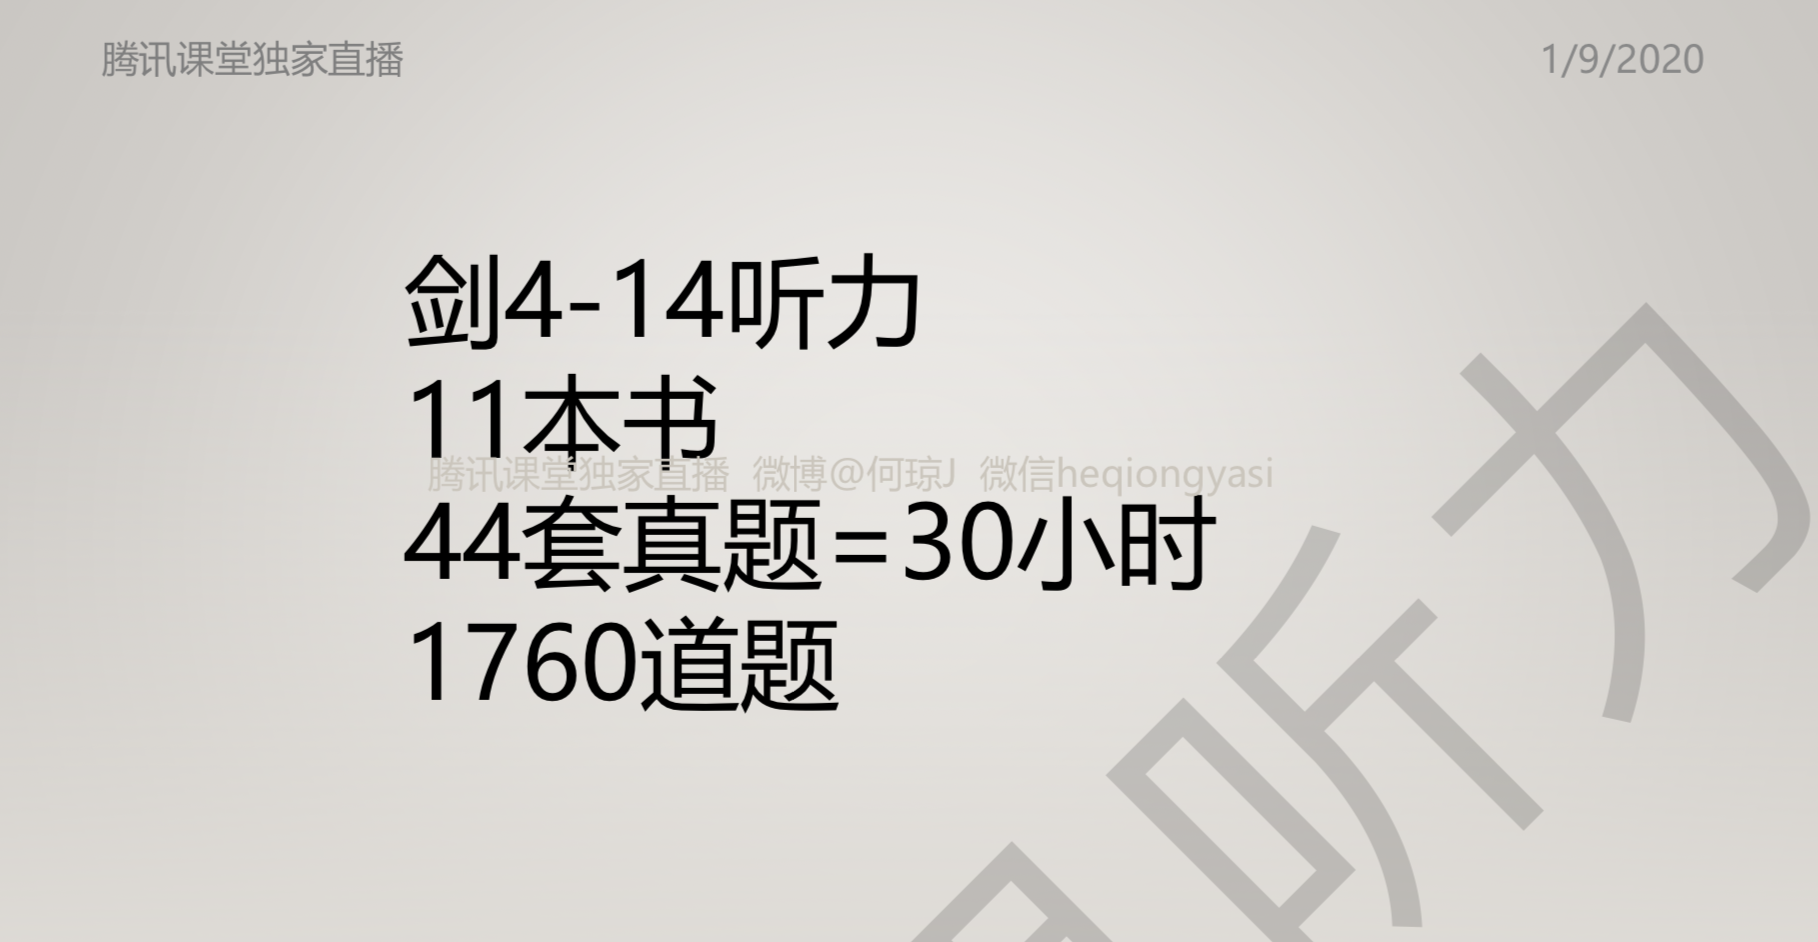 腾讯课堂独家直播
1/9/2020
剑4-14听力
11本书
腾讯课堂独家直播 微博@何琼J 微信heqiongyasi
44套真题=30小时
1760道题
听力